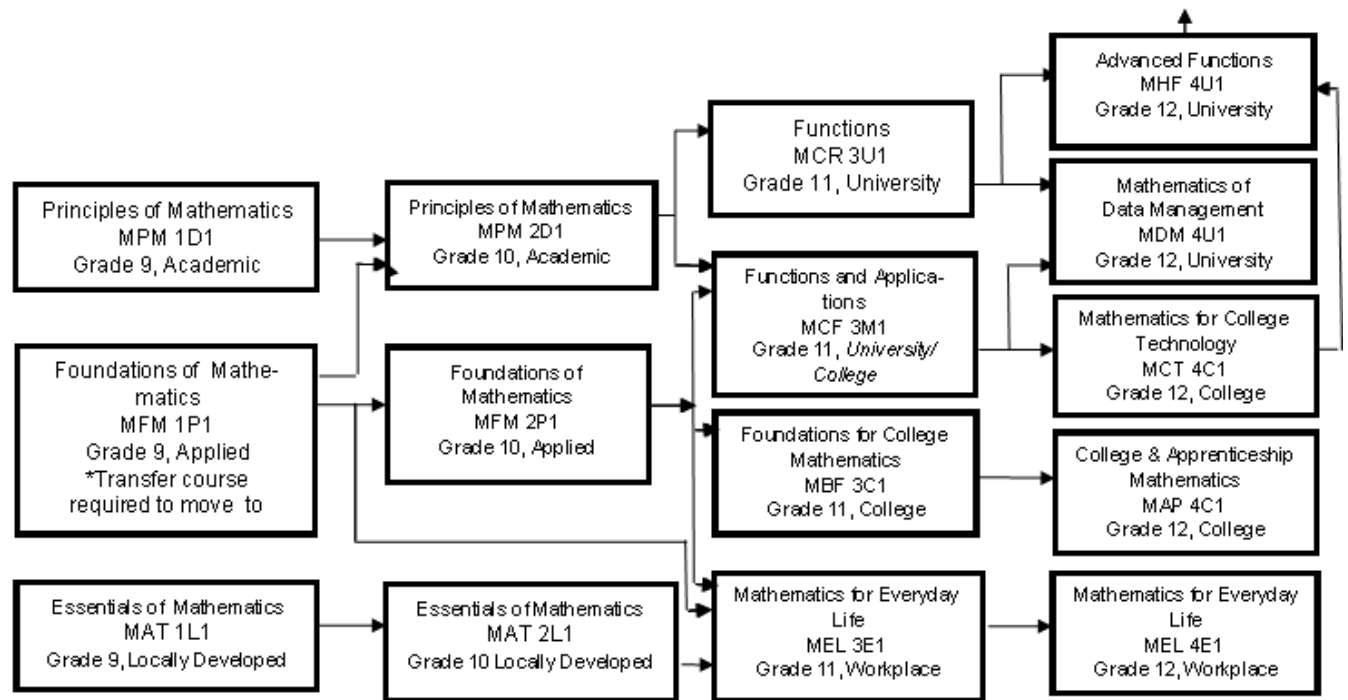 Principles of Mathematics
MPM 1D1
Grade 9, Academic
Foundations of Mathe-
matics
MFM 1P1
Grade 9, Applied
*Transfer course
required to move to
Essentials of Mathematics
MAT 1L1
Grade 9, Locally Developed
Principles of Mathematics
MPM 2D1
Grade 10, Academic
Foundations of
Mathematics
MFM 2P1
Grade 10, Applied
Essentials of Mathematics
MAT 2L1
Grade 10 Locally Developed
Functions
MCR 3U1
Grade 11, University
Functions and Applica-
tions
MCF 3M1
Grade 11, University/
College
Foundations for College
Mathematics
MBF 3C1
Grade 11, College
Mathematics for Everyday
Life
MEL 3E1
Grade 11, Workplace
Advanced Functions
MHF 4U1
Grade 12, University
Mathematics of
Data Management
MDM 4U1
Grade 12, University
Mathematics for College
Technology
MCT 4C1
Grade 12, College
College & Apprenticeship
Mathematics
MAP 4C1
Grade 12, College
Mathematics for Everyday
Life
MEL 4E1
Grade 12, Workplace